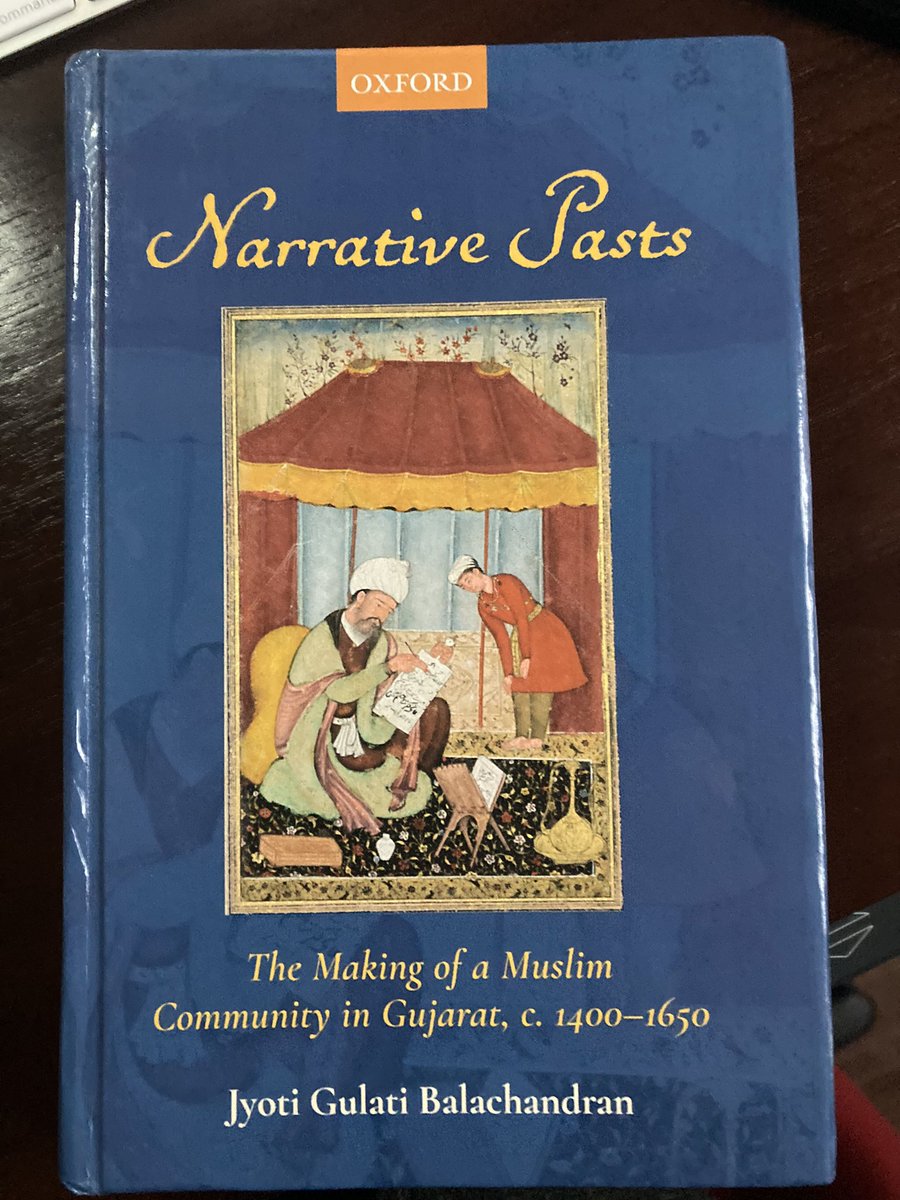 OXFORD
Narrative Pasts
The Making of a Muslim
Community in Gujarat, c. 1400–1650
Jyoti Gulati Balachandran